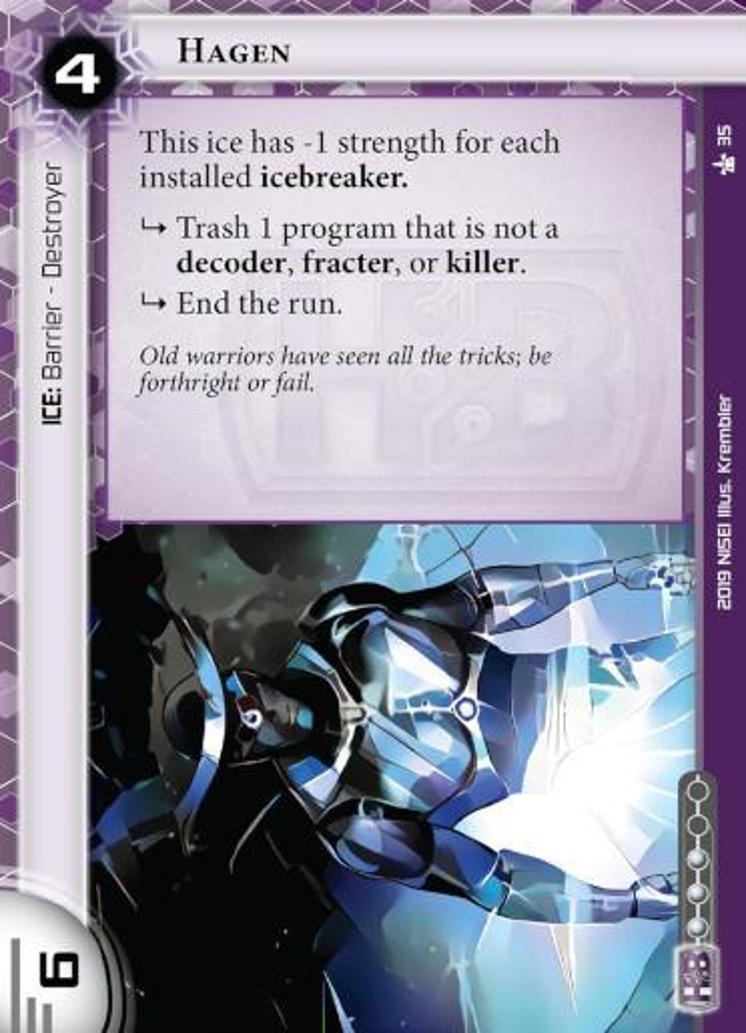 4
HAGEN
This ice has -1 strength for each
installed icebreaker.
↳ Trash 1 program that is not a
decoder, fracter, or killer.
↳ End the run.
Old warriors have seen all the tricks; be
forthright or fail.
ICE: Barrier - Destroyer
6
35
2019 NISEI Illus. Krembler
HB